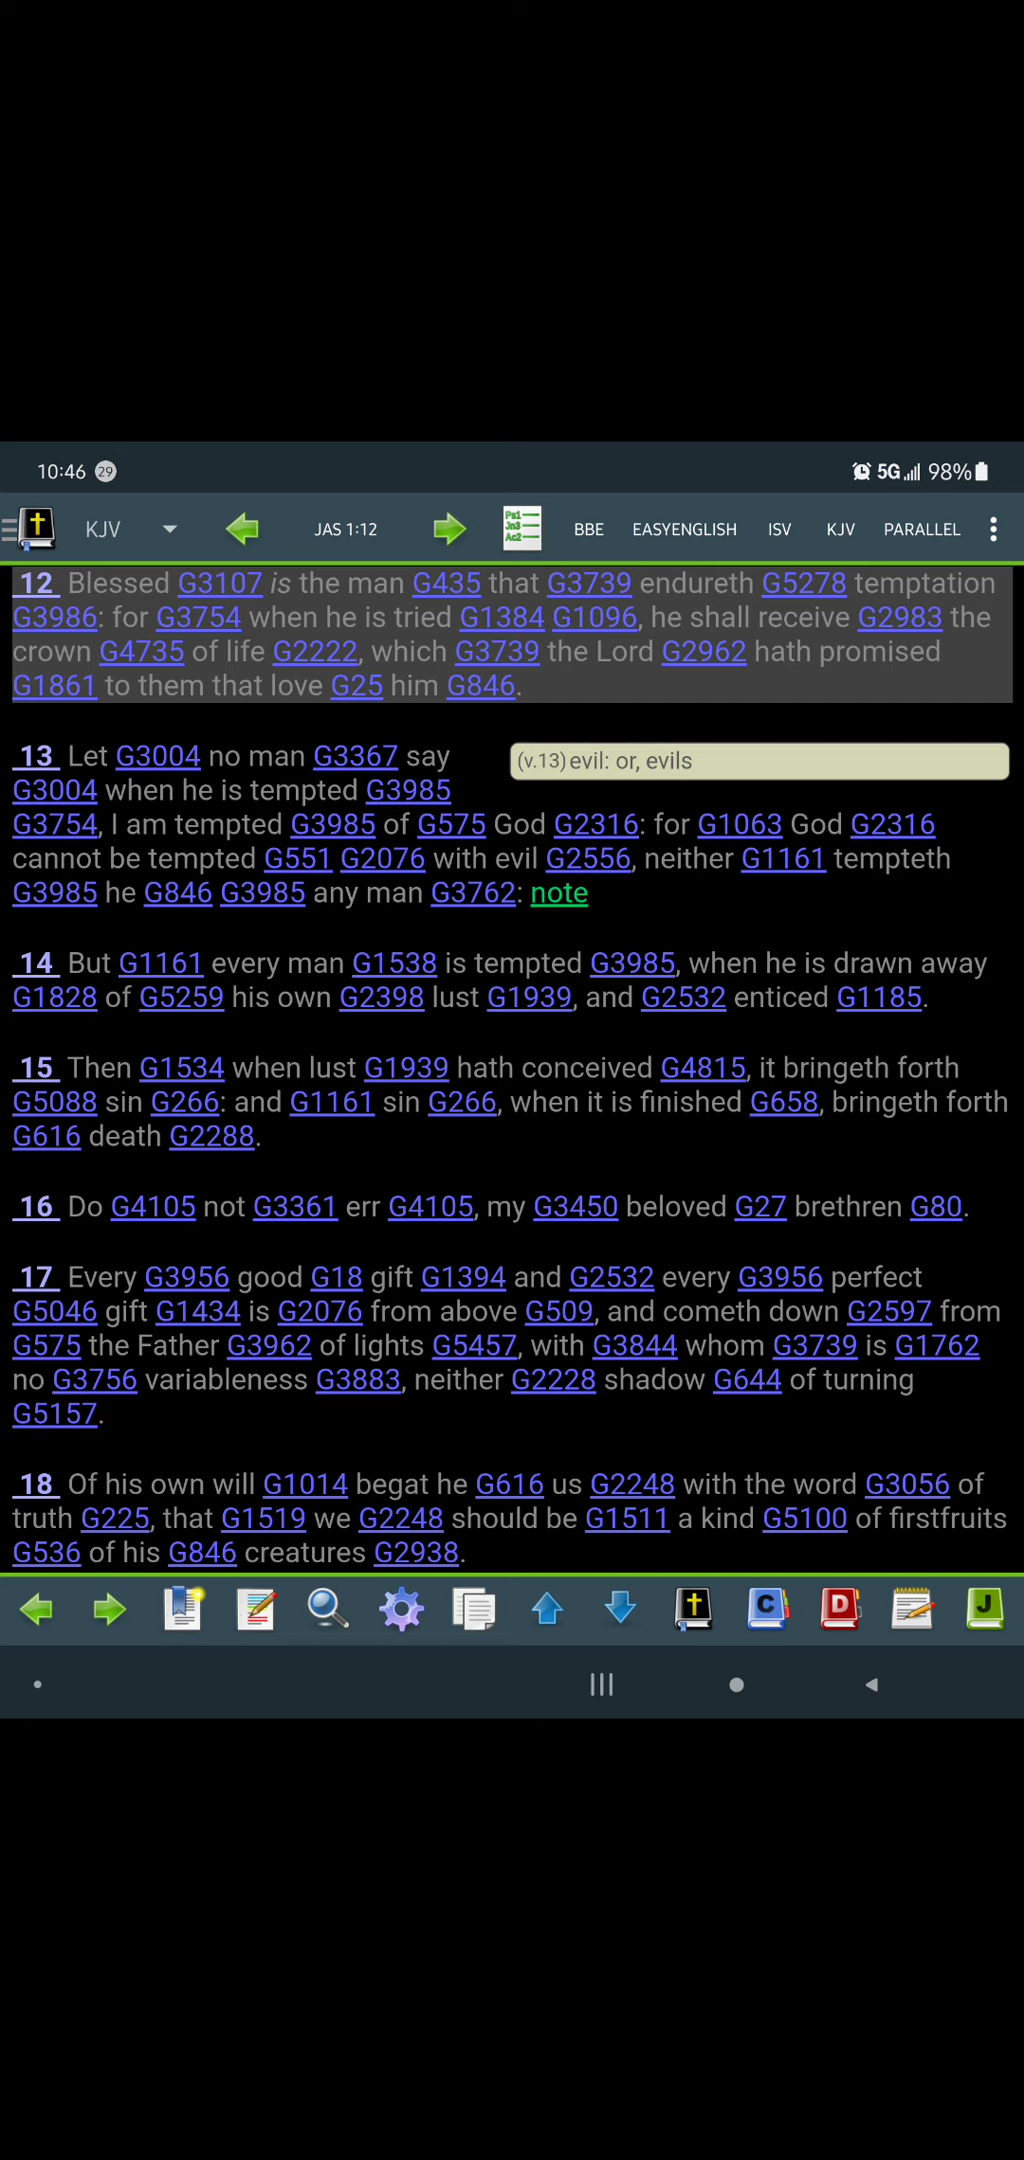 10:46 29 5G 98%
KJV JAS 1:12 Ps1 Jn3 Ac2 BBE EASYENGLISH ISV KJV PARALLEL
12 Blessed G3107 is the man G435 that G3739 endureth G5278 temptation
G3986: for G3754 when he is tried G1384 G1096, he shall receive G2983 the
crown G4735 of life G2222, which G3739 the Lord G2962 hath promised
G1861 to them that love G25 him G846.
13 Let G3004 no man G3367 say
(v.13) evil: or, evils
G3004 when he is tempted G3985
G3754, I am tempted G3985 of G575 God G2316: for G1063 God G2316
cannot be tempted G551 G2076 with evil G2556, neither G1161 tempteth
G3985 he G846 G3985 any man G3762: note
14 But G1161 every man G1538 is tempted G3985, when he is drawn away
G1828 of G5259 his own G2398 lust G1939, and G2532 enticed G1185.
15 Then G1534 when lust G1939 hath conceived G4815, it bringeth forth
G5088 sin G266: and G1161 sin G266, when it is finished G658, bringeth forth
G616 death G2288.
16 Do G4105 not G3361 err G4105, my G3450 beloved G27 brethren G80.
17 Every G3956 good G18 gift G1394 and G2532 every G3956 perfect
G5046 gift G1434 is G2076 from above G509, and cometh down G2597 from
G575 the Father G3962 of lights G5457, with G3844 whom G3739 is G1762
no G3756 variableness G3883, neither G2228 shadow G644 of turning
G5157.
18 Of his own will G1014 begat he G616 us G2248 with the word G3056 of
truth G225, that G1519 we G2248 should be G1511 a kind G5100 of firstfruits
G536 of his G846 creatures G2938.
C D J